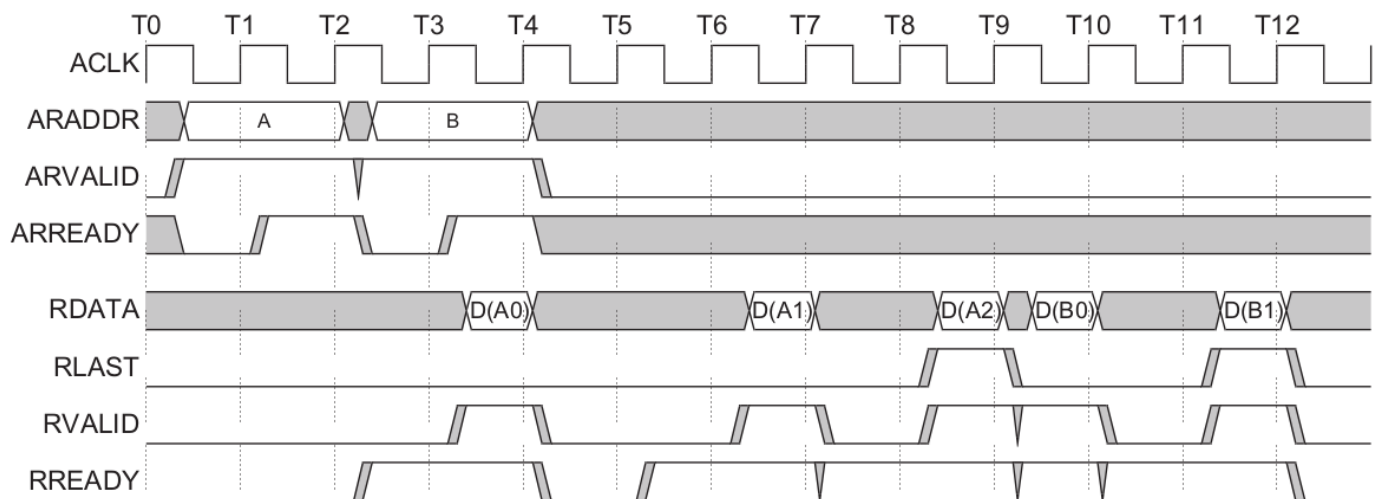 T0 T1 T2 T3 T4 T5 T6 T7 T8 T9 T10 T11 T12
ACLK
ARADDR A B
ARVALID
ARREADY
RDATA D(A0) D(A1) D(A2) D(B0) D(B1)
RLAST
RVALID
RREADY